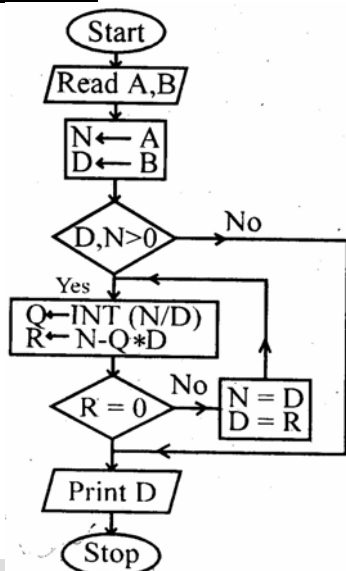 Start
Read A,B
N← A
D← B
D,N>0
No
Yes
Q←INT (N/D)
R← N-Q*D
R = 0
No
N = D
D = R
Print D
Stop